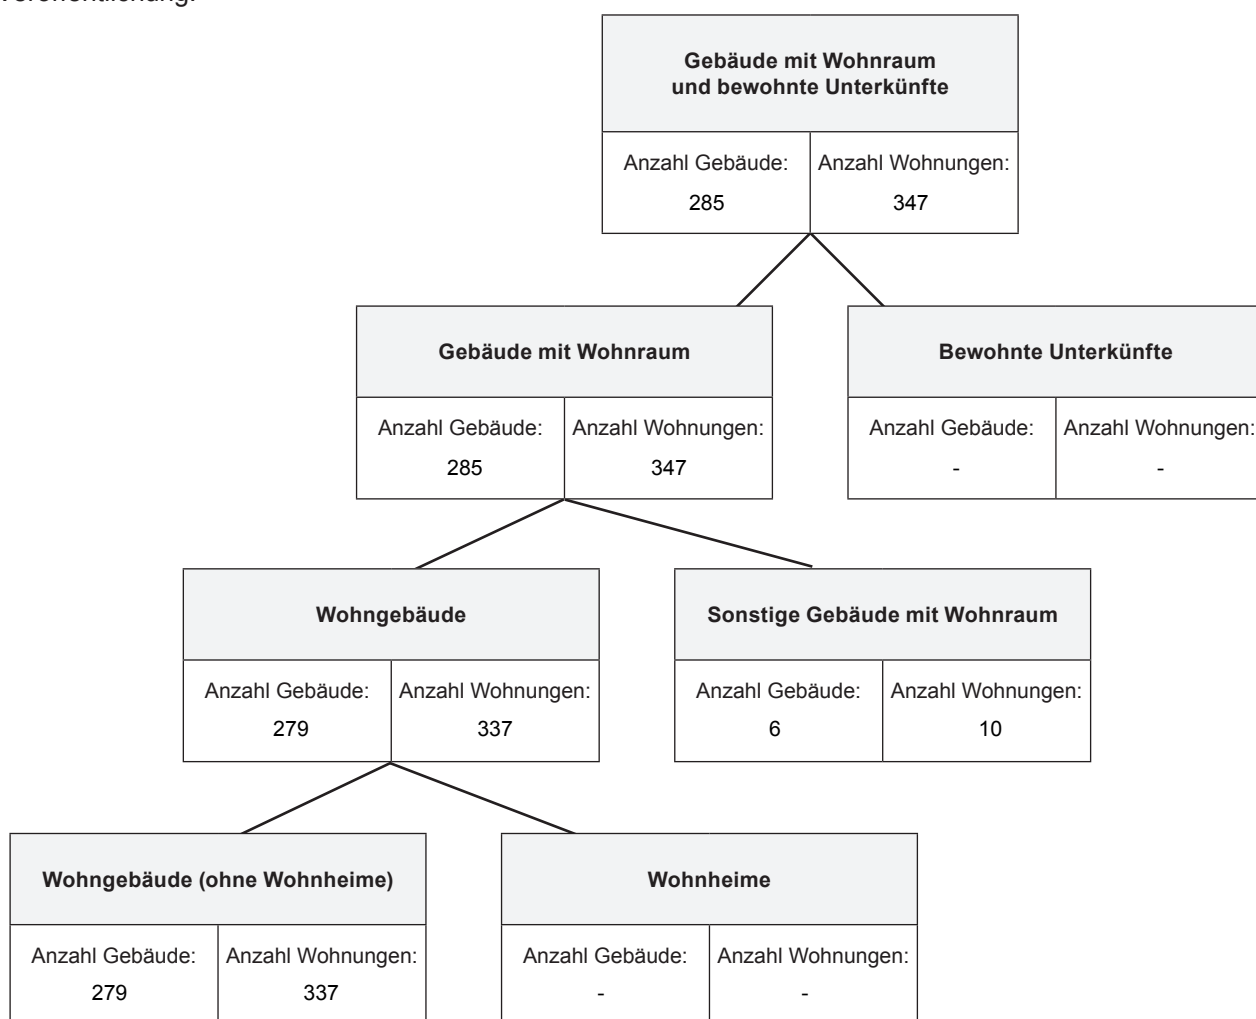 Veröffentlichung.
Gebäude mit Wohnraum
und bewohnte Unterkünfte
Anzahl Gebäude: Anzahl Wohnungen:
285 347
Gebäude mit Wohnraum
Bewohnte Unterkünfte
Anzahl Gebäude: Anzahl Wohnungen:
285 347
Anzahl Gebäude: Anzahl Wohnungen:
- -
Wohngebäude
Sonstige Gebäude mit Wohnraum
Anzahl Gebäude: Anzahl Wohnungen:
279 337
Anzahl Gebäude: Anzahl Wohnungen:
6 10
Wohngebäude (ohne Wohnheime)
Wohnheime
Anzahl Gebäude: Anzahl Wohnungen:
279 337
Anzahl Gebäude: Anzahl Wohnungen:
- -